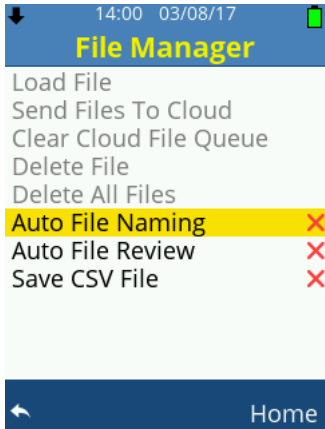 14:00 03/08/17
File Manager
Load File
Send Files To Cloud
Clear Cloud File Queue
Delete File
Delete All Files
Auto File Naming
Auto File Review
Save CSV File
Home